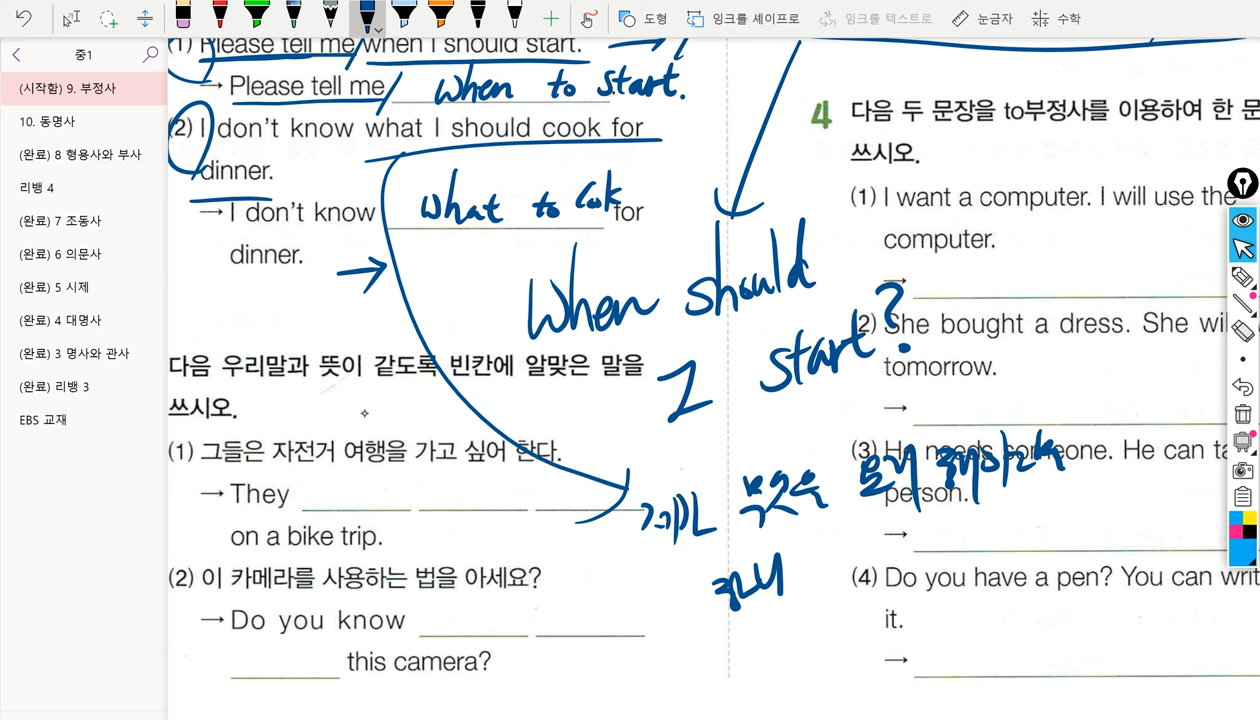 도형
잉크를 셰이프로
잉크를 텍스트로
눈금자
수학
중1
(시작함) 9. 부정사
10. 동명사
(완료) 8 형용사와 부사
리뱅 4
(완료) 7 조동사
(완료) 6 의문사
(완료) 5 시제
(완료) 4 대명사
(완료) 3 명사와 관사
(완료) 리뱅 3
EBS 교재
(1) Please tell me when I should start.
→ Please tell me when to start.
(2) I don't know what I should cook for
dinner.
→ I don't know what to cook for
dinner.
When should
I start?
다음 우리말과 뜻이 같도록 빈칸에 알맞은 말을
쓰시오.
(1) 그들은 자전거 여행을 가고 싶어 한다.
→ They
on a bike trip.
(2) 이 카메라를 사용하는 법을 아세요?
→ Do you know
this camera?
무엇을 요리 해야
하니
4 다음 두 문장을 to부정사를 이용하여 한 문
쓰시오.
(1) I want a computer. I will use the
computer.
→
(2) She bought a dress. She wil
tomorrow.
→
(3) He needs someone. He can ta
person.
→
(4) Do you have a pen? You can writ
it.
→